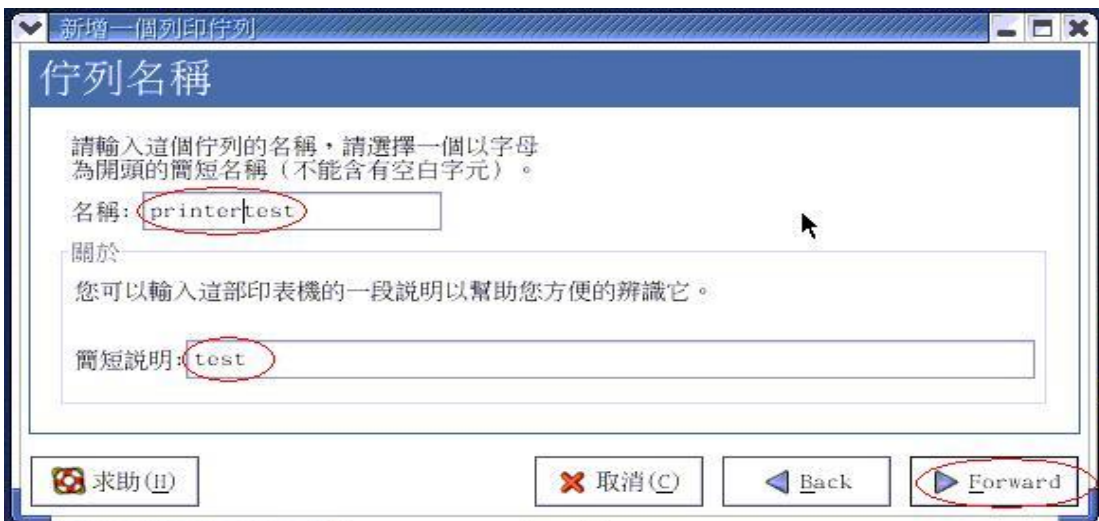 新增一個列印佇列
佇列名稱
請輸入這個佇列的名稱，請選擇一個以字母
為開頭的簡短名稱（不能含有空白字元）。
名稱: printertest
關於
您可以輸入這部印表機的一段說明以幫助您方便的辨識它。
簡短說明: test
求助(H) 取消(C) Back Forward